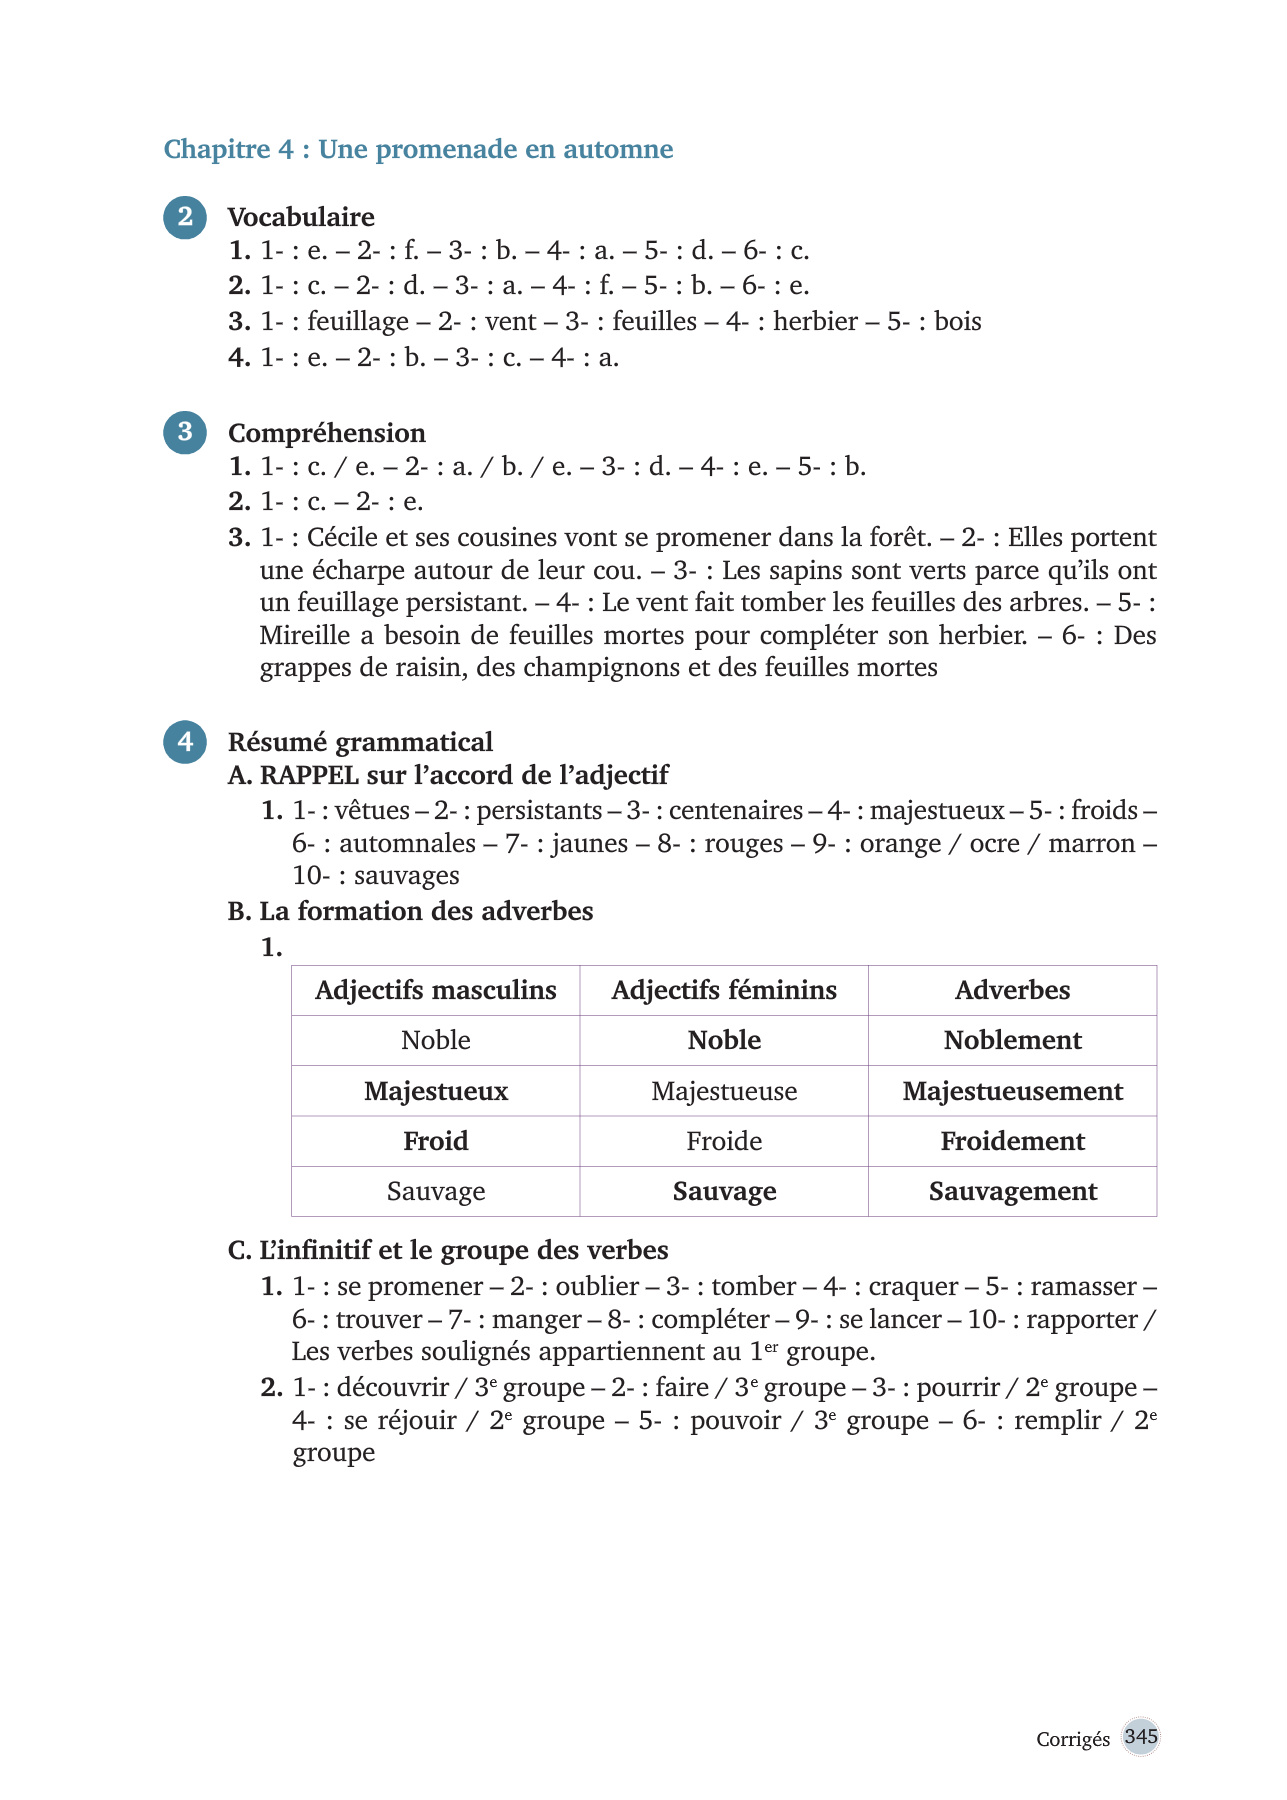 Chapitre 4 : Une promenade en automne
2 Vocabulaire
1. 1- : e. – 2- : f. – 3- : b. – 4- : a. – 5- : d. – 6- : c.
2. 1- : c. – 2- : d. – 3- : a. – 4- : f. – 5- : b. – 6- : e.
3. 1- : feuillage – 2- : vent – 3- : feuilles – 4- : herbier – 5- : bois
4. 1- : e. – 2- : b. – 3- : c. – 4- : a.
3 Compréhension
1. 1- : c. / e. – 2- : a. / b. / e. – 3- : d. – 4- : e. – 5- : b.
2. 1- : c. – 2- : e.
3. 1- : Cécile et ses cousines vont se promener dans la forêt. – 2- : Elles portent
une écharpe autour de leur cou. – 3- : Les sapins sont verts parce qu’ils ont
un feuillage persistant. – 4- : Le vent fait tomber les feuilles des arbres. – 5- :
Mireille a besoin de feuilles mortes pour compléter son herbier. – 6- : Des
grappes de raisin, des champignons et des feuilles mortes
4 Résumé grammatical
A. RAPPEL sur l’accord de l’adjectif
1. 1- : vêtues – 2- : persistants – 3- : centenaires – 4- : majestueux – 5- : froids –
6- : automnales – 7- : jaunes – 8- : rouges – 9- : orange / ocre / marron –
10- : sauvages
B. La formation des adverbes
1.
Adjectifs masculins Adjectifs féminins Adverbes
Noble Noble Noblement
Majestueux Majestueuse Majestueusement
Froid Froide Froidement
Sauvage Sauvage Sauvagement
C. L’infinitif et le groupe des verbes
1. 1- : se promener – 2- : oublier – 3- : tomber – 4- : craquer – 5- : ramasser –
6- : trouver – 7- : manger – 8- : compléter – 9- : se lancer – 10- : rapporter /
Les verbes soulignés appartiennent au 1er groupe.
2. 1- : découvrir / 3e groupe – 2- : faire / 3e groupe – 3- : pourrir / 2e groupe –
4- : se réjouir / 2e groupe – 5- : pouvoir / 3e groupe – 6- : remplir / 2e
groupe
Corrigés 345